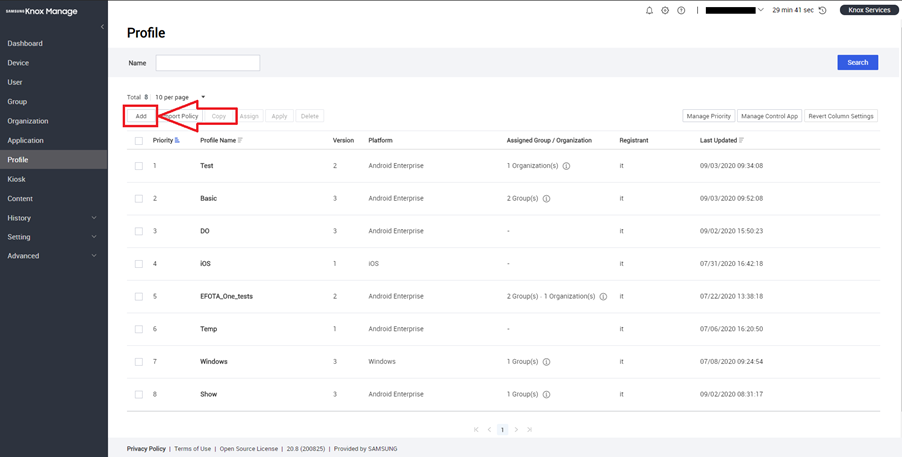 SAMSUNG Knox Manage
29 min 41 sec
Knox Services
Dashboard
Device
User
Group
Organization
Application
Profile
Kiosk
Content
History
Setting
Advanced
Profile
Name
Search
Total 8 10 per page
Add port Policy Copy Assign Apply Delete Manage Priority Manage Control App Revert Column Settings
Priority Profile Name Version Platform Assigned Group / Organization Registrant Last Updated
1 Test 2 Android Enterprise 1 Organization(s) it 09/03/2020 09:34:08
2 Basic 3 Android Enterprise 2 Group(s) it 09/03/2020 09:52:08
3 DO 3 Android Enterprise - it 09/02/2020 15:50:23
4 iOS 1 iOS - it 07/31/2020 16:42:18
5 EFOTA_One_tests 2 Android Enterprise 2 Group(s) · 1 Organization(s) it 07/22/2020 13:38:18
6 Temp 1 Android Enterprise - it 07/06/2020 16:20:50
7 Windows 3 Windows 1 Group(s) it 07/08/2020 09:24:54
8 Show 3 Android Enterprise 1 Group(s) it 09/02/2020 08:31:17
1
Privacy Policy | Terms of Use | Open Source License | 20.8 (200825) | Provided by SAMSUNG